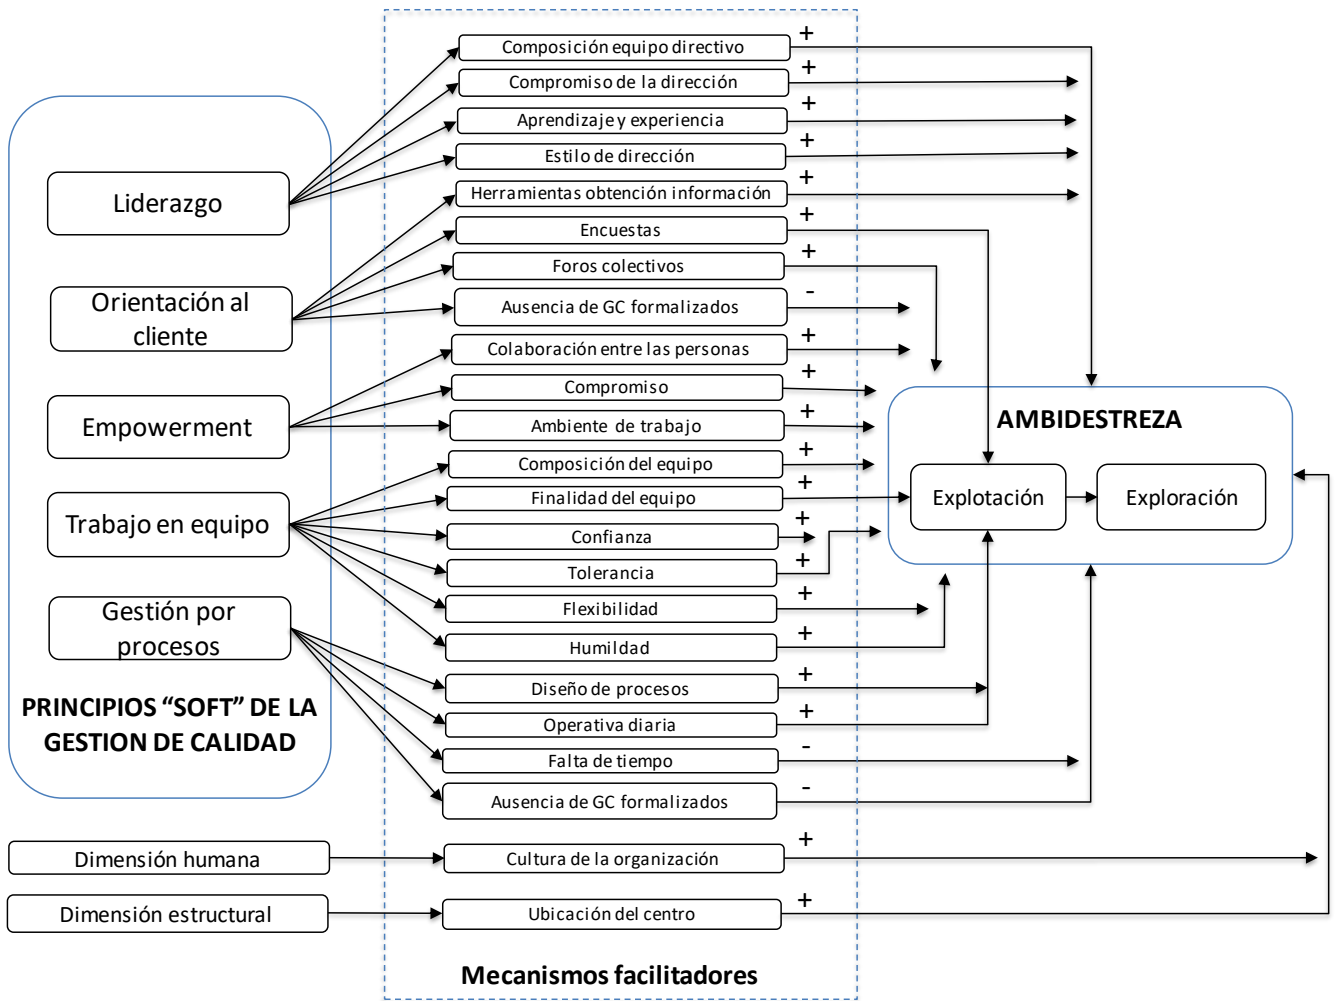 Composición equipo directivo
+
Compromiso de la dirección
+
Aprendizaje y experiencia
+
Estilo de dirección
+
Herramientas obtención información
+
Encuestas
+
Foros colectivos
+
Ausencia de GC formalizados
-
Colaboración entre las personas
+
Compromiso
+
Ambiente de trabajo
+
Composición del equipo
+
Finalidad del equipo
+
Confianza
+
Tolerancia
+
Flexibilidad
+
Humildad
+
Diseño de procesos
+
Operativa diaria
+
Falta de tiempo
-
Ausencia de GC formalizados
-
Cultura de la organización
+
Ubicación del centro
+
Mecanismos facilitadores
Liderazgo
Orientación al
cliente
Empowerment
Trabajo en equipo
Gestión por
procesos
PRINCIPIOS “SOFT” DE LA
GESTION DE CALIDAD
Dimensión humana
Dimensión estructural
AMBIDESTREZA
Explotación
Exploración